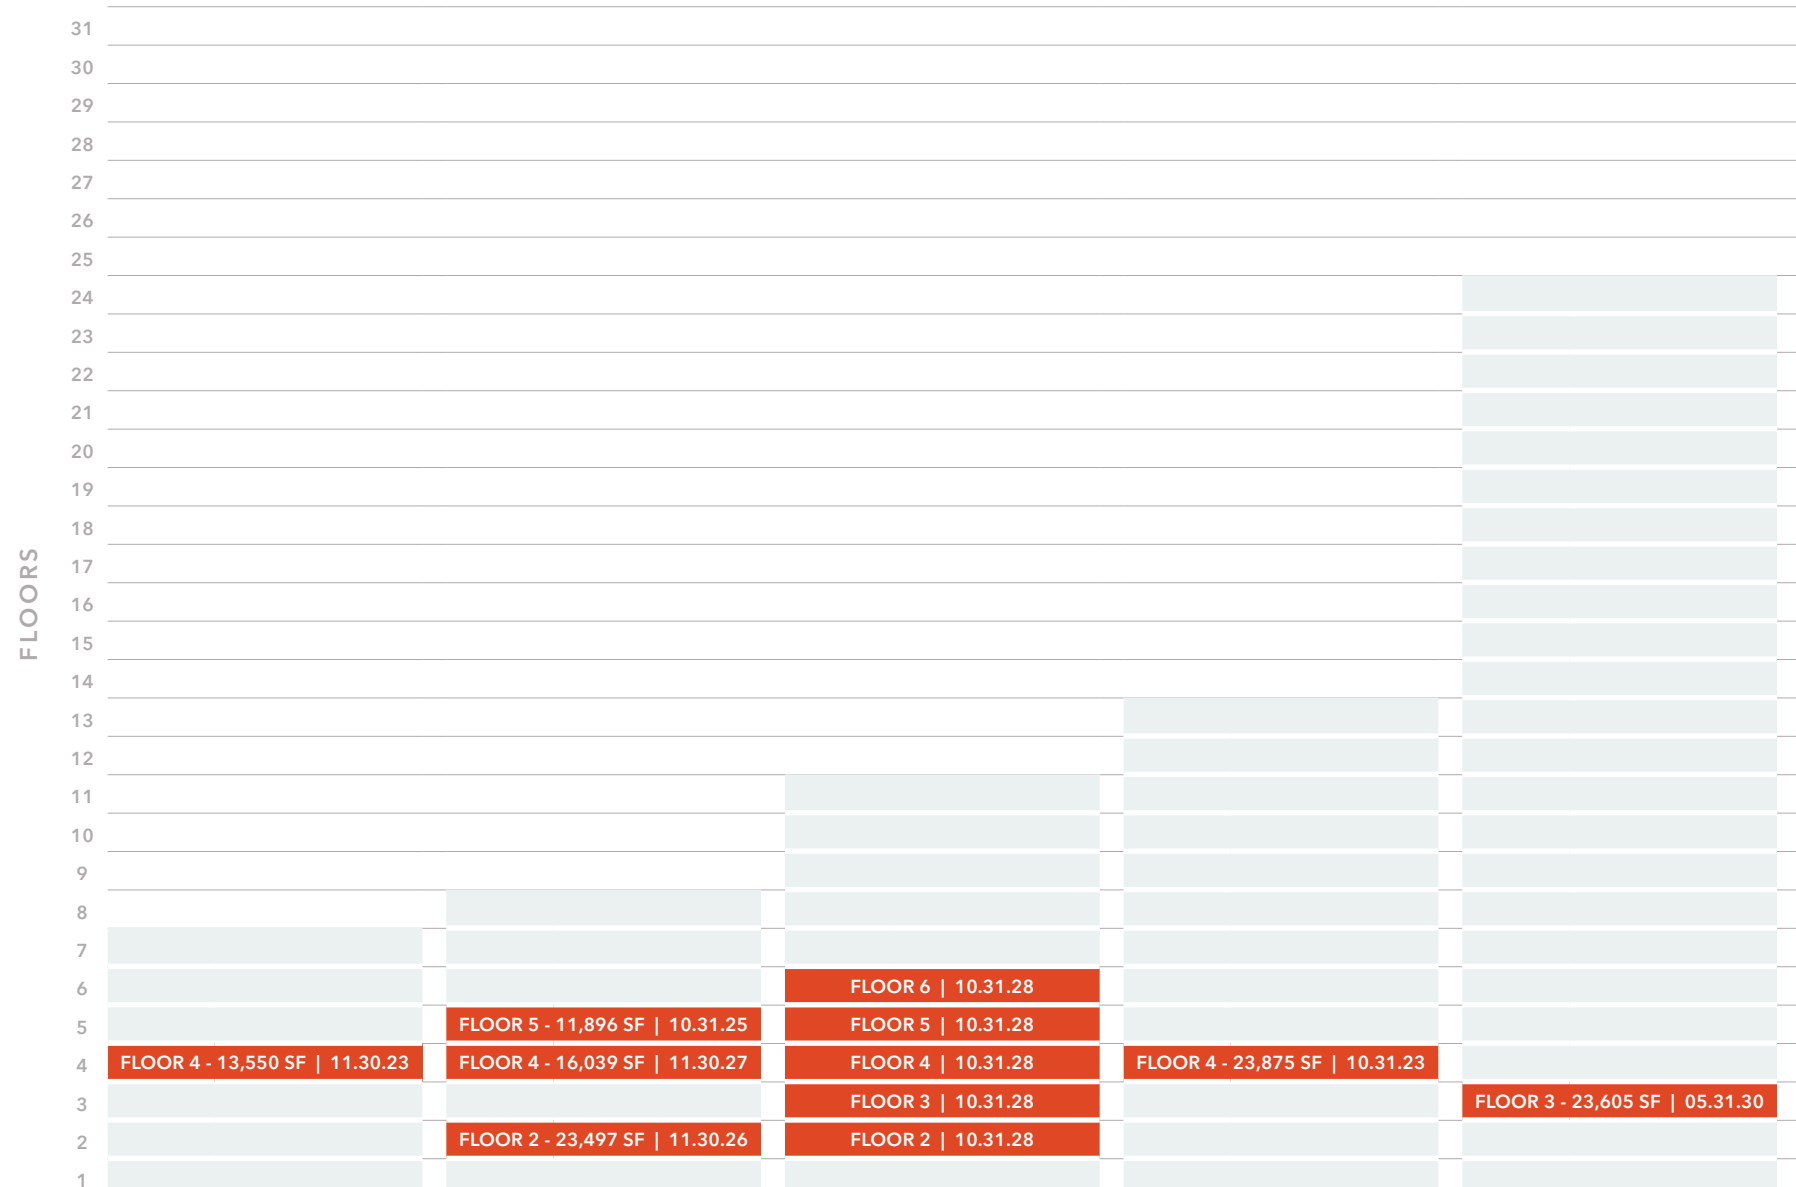 31
30
29
28
27
26
25
24
23
22
21
20
19
18
17
16
15
14
13
12
11
10
9
8
7
6
5
4
3
2
1
FLOORS
FLOOR 6 | 10.31.28
FLOOR 5 - 11,896 SF | 10.31.25
FLOOR 5 | 10.31.28
FLOOR 4 - 13,550 SF | 11.30.23
FLOOR 4 - 16,039 SF | 11.30.27
FLOOR 4 | 10.31.28
FLOOR 4 - 23,875 SF | 10.31.23
FLOOR 3 | 10.31.28
FLOOR 3 - 23,605 SF | 05.31.30
FLOOR 2 - 23,497 SF | 11.30.26
FLOOR 2 | 10.31.28